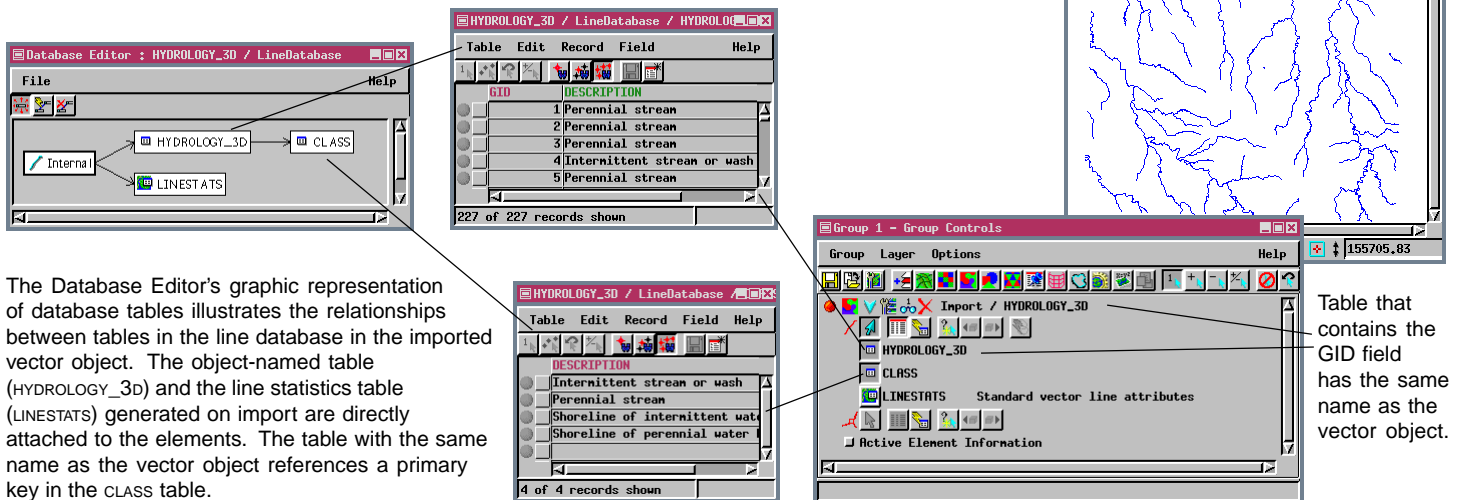 Database Editor : HYDROLOGY_3D / LineDatabase
File Help
Internal
HYDROLOGY_3D
CLASS
LINESTATS
HYDROLOGY_3D / LineDatabase /
Table Edit Record Field Help
GID DESCRIPTION
1 Perennial stream
2 Perennial stream
3 Perennial stream
4 Intermittent stream or wash
5 Perennial stream
227 of 227 records shown
155705.83
The Database Editor's graphic representation
of database tables illustrates the relationships
between tables in the line database in the imported
vector object. The object-named table
(HYDROLOGY_3D) and the line statistics table
(LINESTATS) generated on import are directly
attached to the elements. The table with the same
name as the vector object references a primary
key in the CLASS table.
HYDROLOGY_3D / LineDatabase
Table Edit Record Field Help
DESCRIPTION
Intermittent stream or wash
Perennial stream
Shoreline of intermittent
Shoreline of perennial water
4 of 4 records shown
Group 1 - Group Controls
Group Layer Options Help
Import / HYDROLOGY_3D
HYDROLOGY_3D
CLASS
LINESTATS Standard vector line attributes
Active Element Information
Table that
contains the
GID field
has the same
name as the
vector object.